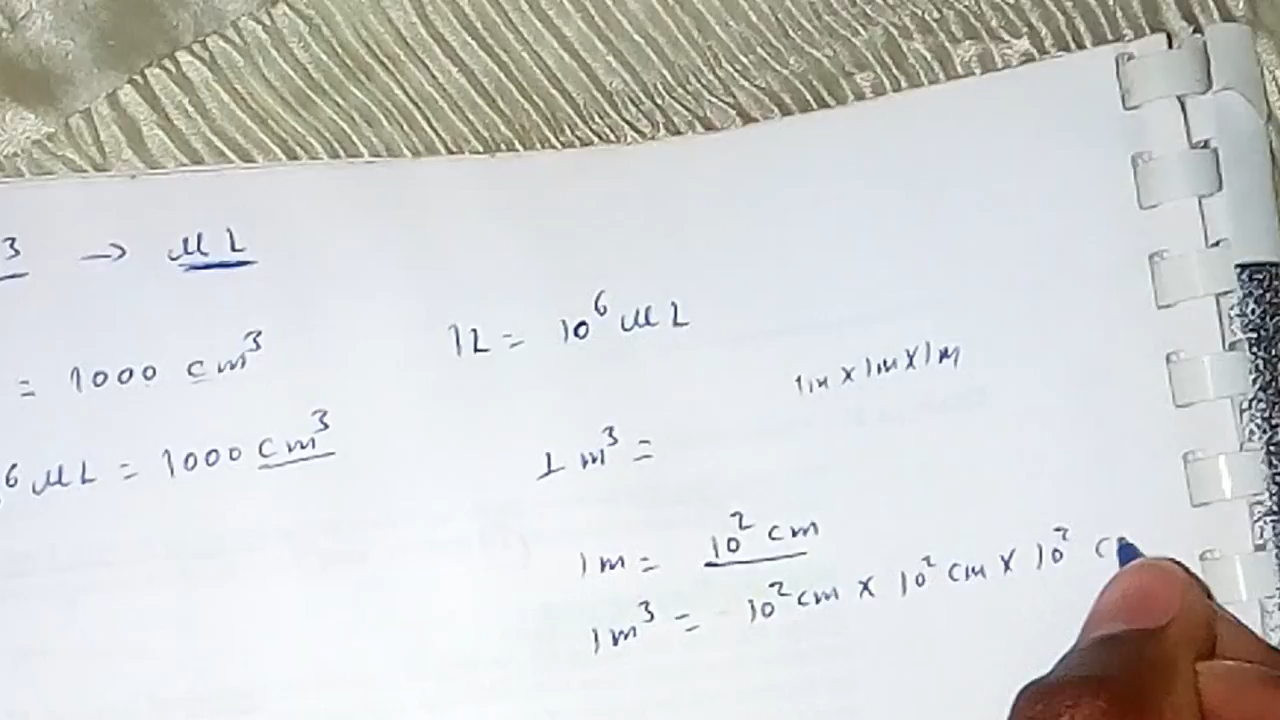 3 → μL
= 1000 cm³
6 μL = 1000 cm³
1L = 10⁶ μL
1m × 1m × 1m
1 m³ =
1m = 10² cm
1m³ = 10² cm × 10² cm × 10² c